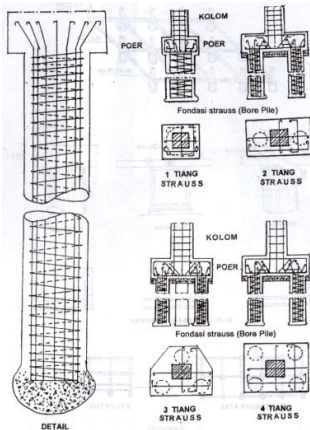 KOLOM
POER
POER
Fondasi strauss (Bore Pile)
1 TIANG
STRAUSS
2 TIANG
STRAUSS
KOLOM
POER
Fondasi strauss (Bore Pile)
3 TIANG
STRAUSS
4 TIANG
STRAUSS
DETAIL